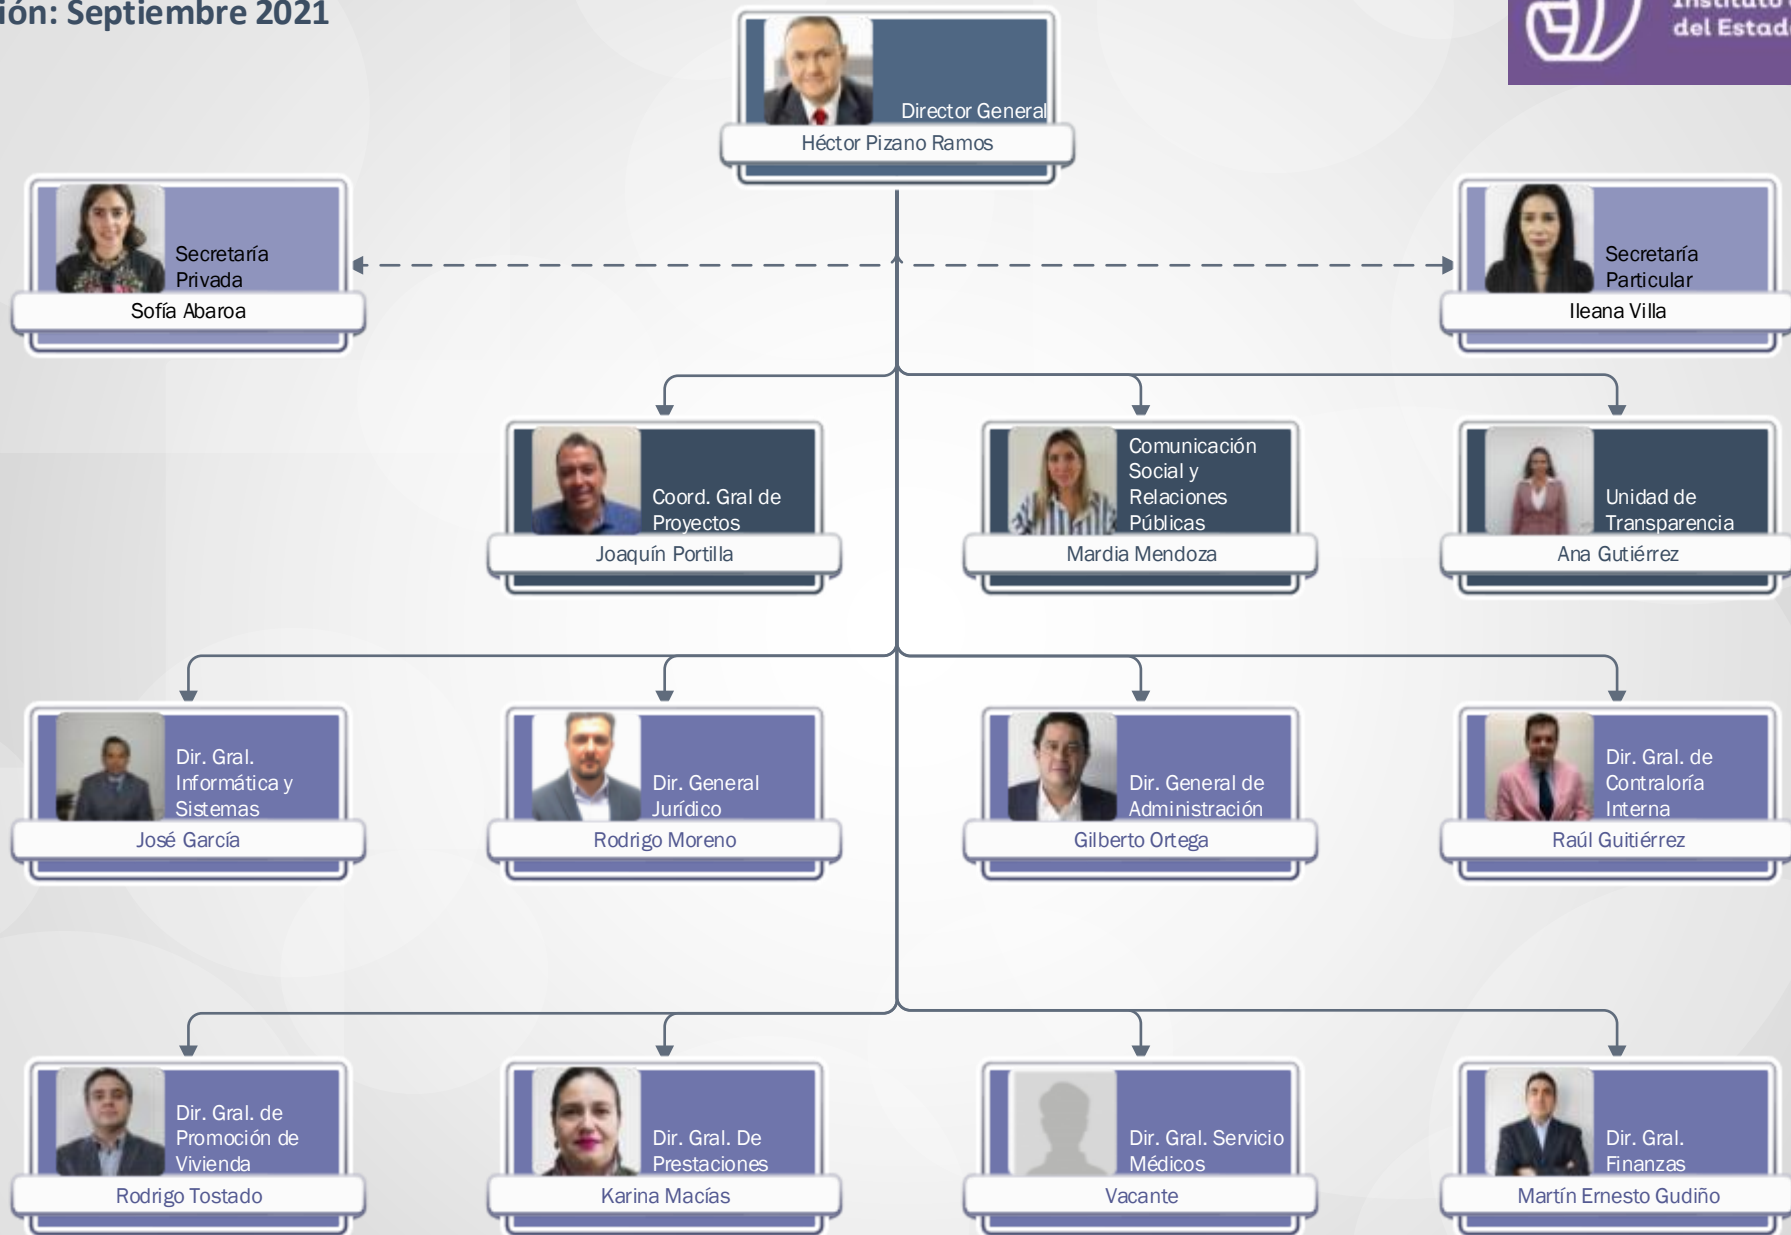 ión: Septiembre 2021
Instituto
del Estad
Director General
Héctor Pizano Ramos
Secretaría
Privada
Sofía Abaroa
Secretaría
Particular
Ileana Villa
Coord. Gral de
Proyectos
Joaquín Portilla
Comunicación
Social y
Relaciones
Públicas
Mardia Mendoza
Unidad de
Transparencia
Ana Gutiérrez
Dir. Gral.
Informática y
Sistemas
José García
Dir. General
Jurídico
Rodrigo Moreno
Dir. General de
Administración
Gilberto Ortega
Dir. Gral. de
Contraloría
Interna
Raúl Guitiérrez
Dir. Gral. de
Promoción de
Vivienda
Rodrigo Tostado
Dir. Gral. De
Prestaciones
Karina Macías
Dir. Gral. Servicio
Médicos
Vacante
Dir. Gral.
Finanzas
Martín Ernesto Gudiño